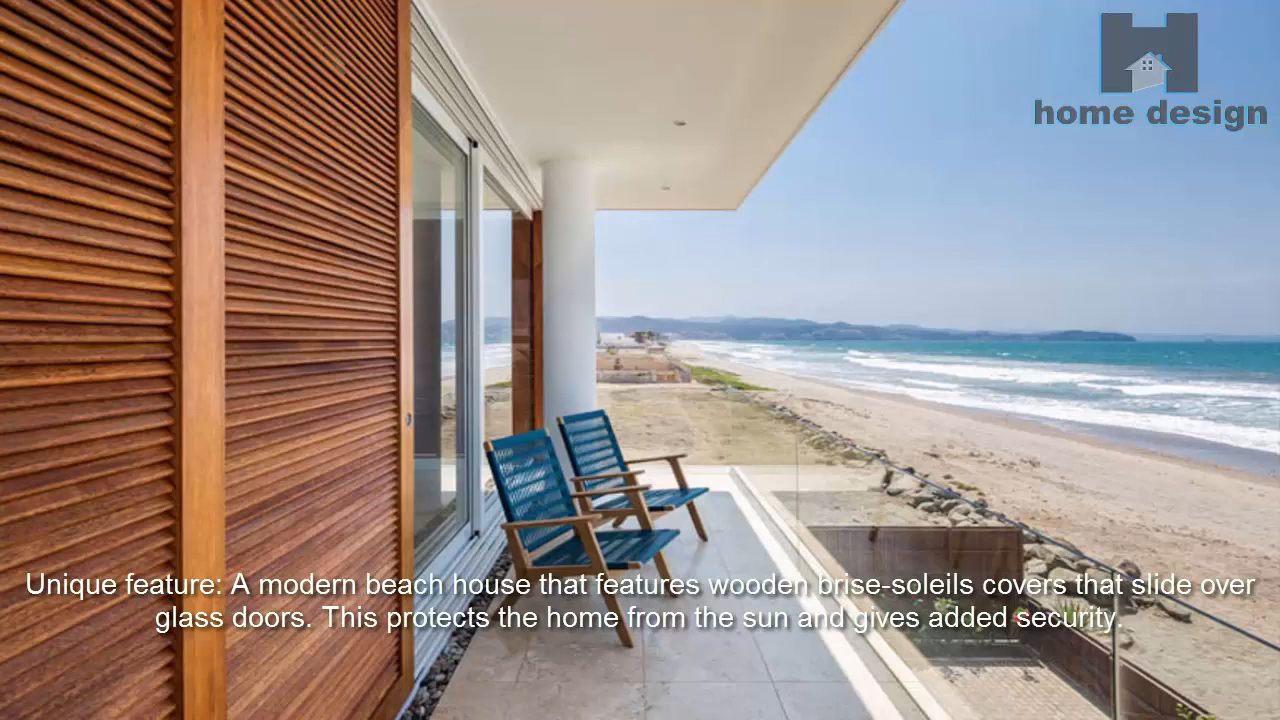 home design
Unique feature: A modern beach house that features wooden brise-soleils covers that slide over
glass doors. This protects the home from the sun and gives added security.